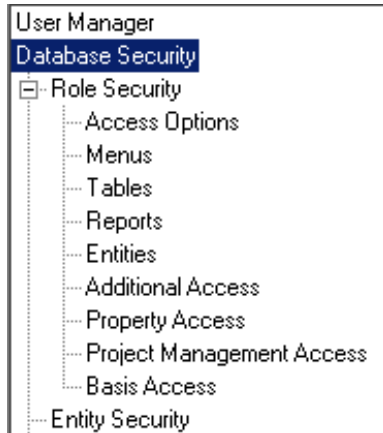 User Manager
Database Security
Role Security
Access Options
Menus
Tables
Reports
Entities
Additional Access
Property Access
Project Management Access
Basis Access
Entity Security